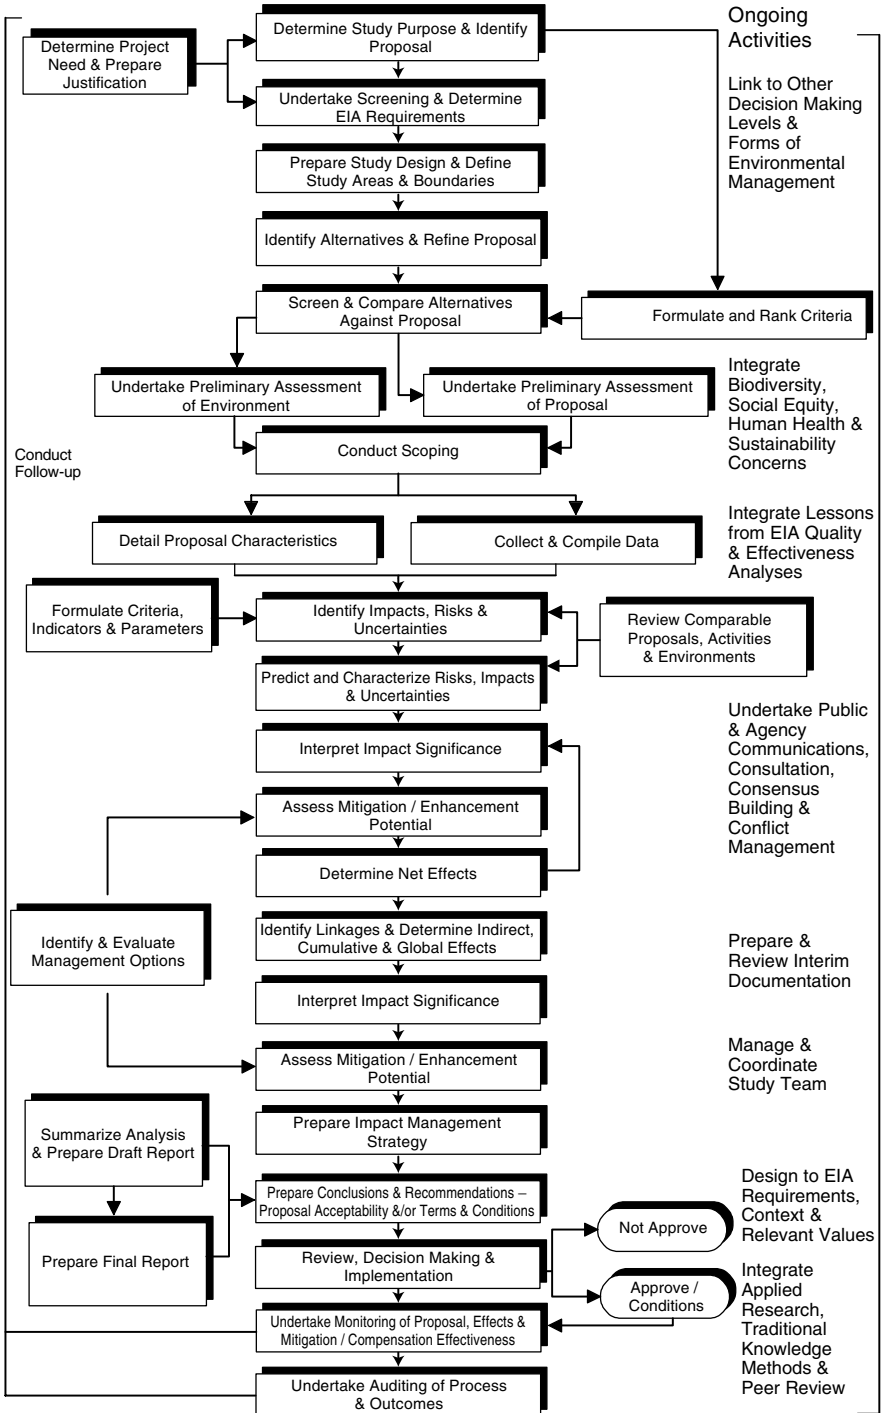 Determine Project
Need & Prepare
Justification
Determine Study Purpose & Identify
Proposal
Undertake Screening & Determine
EIA Requirements
Prepare Study Design & Define
Study Areas & Boundaries
Identify Alternatives & Refine Proposal
Screen & Compare Alternatives
Against Proposal
Formulate and Rank Criteria
Undertake Preliminary Assessment
of Environment
Undertake Preliminary Assessment
of Proposal
Conduct Scoping
Conduct
Follow-up
Detail Proposal Characteristics
Collect & Compile Data
Formulate Criteria,
Indicators & Parameters
Identify Impacts, Risks &
Uncertainties
Review Comparable
Proposals, Activities
& Environments
Predict and Characterize Risks, Impacts
& Uncertainties
Interpret Impact Significance
Assess Mitigation / Enhancement
Potential
Determine Net Effects
Identify & Evaluate
Management Options
Identify Linkages & Determine Indirect,
Cumulative & Global Effects
Interpret Impact Significance
Assess Mitigation / Enhancement
Potential
Prepare Impact Management
Strategy
Summarize Analysis
& Prepare Draft Report
Prepare Final Report
Prepare Conclusions & Recommendations –
Proposal Acceptability &/or Terms & Conditions
Review, Decision Making &
Implementation
Not Approve
Approve /
Conditions
Undertake Monitoring of Proposal, Effects &
Mitigation / Compensation Effectiveness
Undertake Auditing of Process
& Outcomes
Ongoing
Activities
Link to Other
Decision Making
Levels &
Forms of
Environmental
Management
Integrate
Biodiversity,
Social Equity,
Human Health &
Sustainability
Concerns
Integrate Lessons
from EIA Quality
& Effectiveness
Analyses
Undertake Public
& Agency
Communications,
Consultation,
Consensus
Building &
Conflict
Management
Prepare &
Review Interim
Documentation
Manage &
Coordinate
Study Team
Design to EIA
Requirements,
Context &
Relevant Values
Integrate
Applied
Research,
Traditional
Knowledge
Methods &
Peer Review